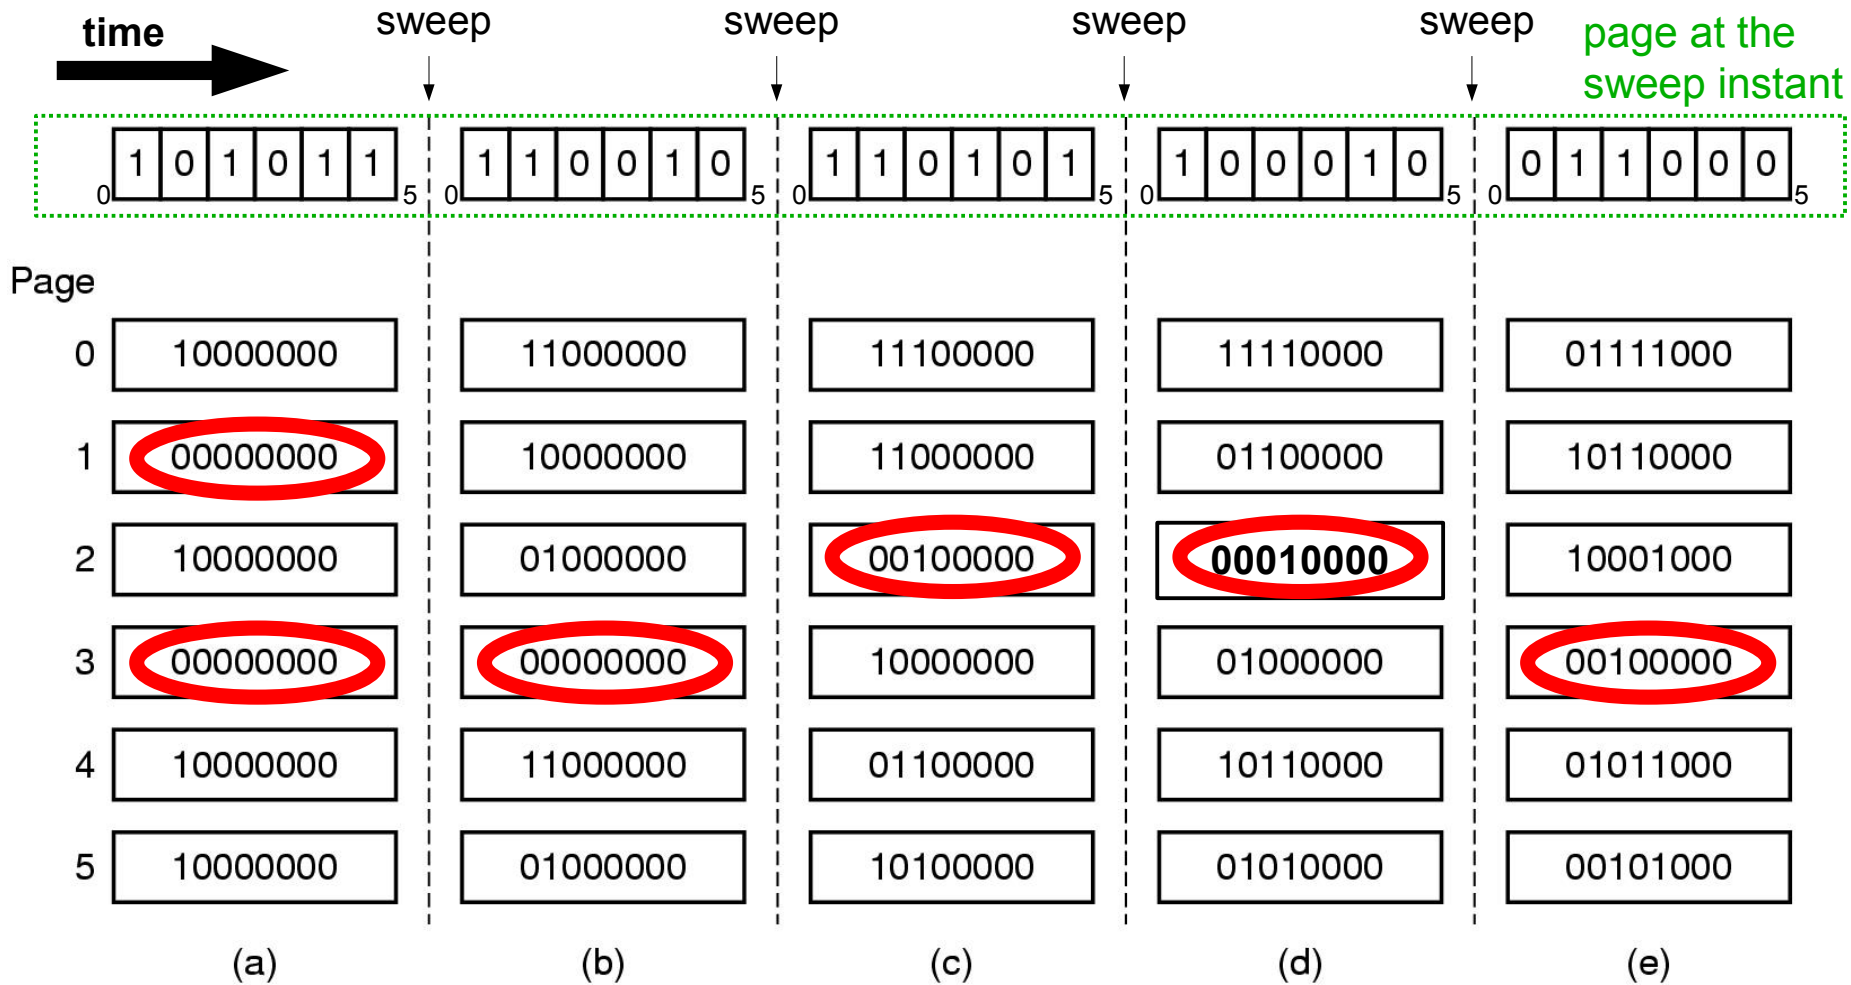 time sweep sweep sweep sweep page at the
sweep instant
0 1 0 1 0 1 1 5 0 1 1 0 0 1 0 5 0 1 1 0 1 0 1 5 0 1 0 0 0 1 0 5 0 0 1 1 0 0 0 5
Page
0 10000000 11000000 11100000 11110000 01111000
1 00000000 10000000 11000000 01100000 10110000
2 10000000 01000000 00100000 00010000 10001000
3 00000000 00000000 10000000 01000000 00100000
4 10000000 11000000 01100000 10110000 01011000
5 10000000 01000000 10100000 01010000 00101000
(a) (b) (c) (d) (e)